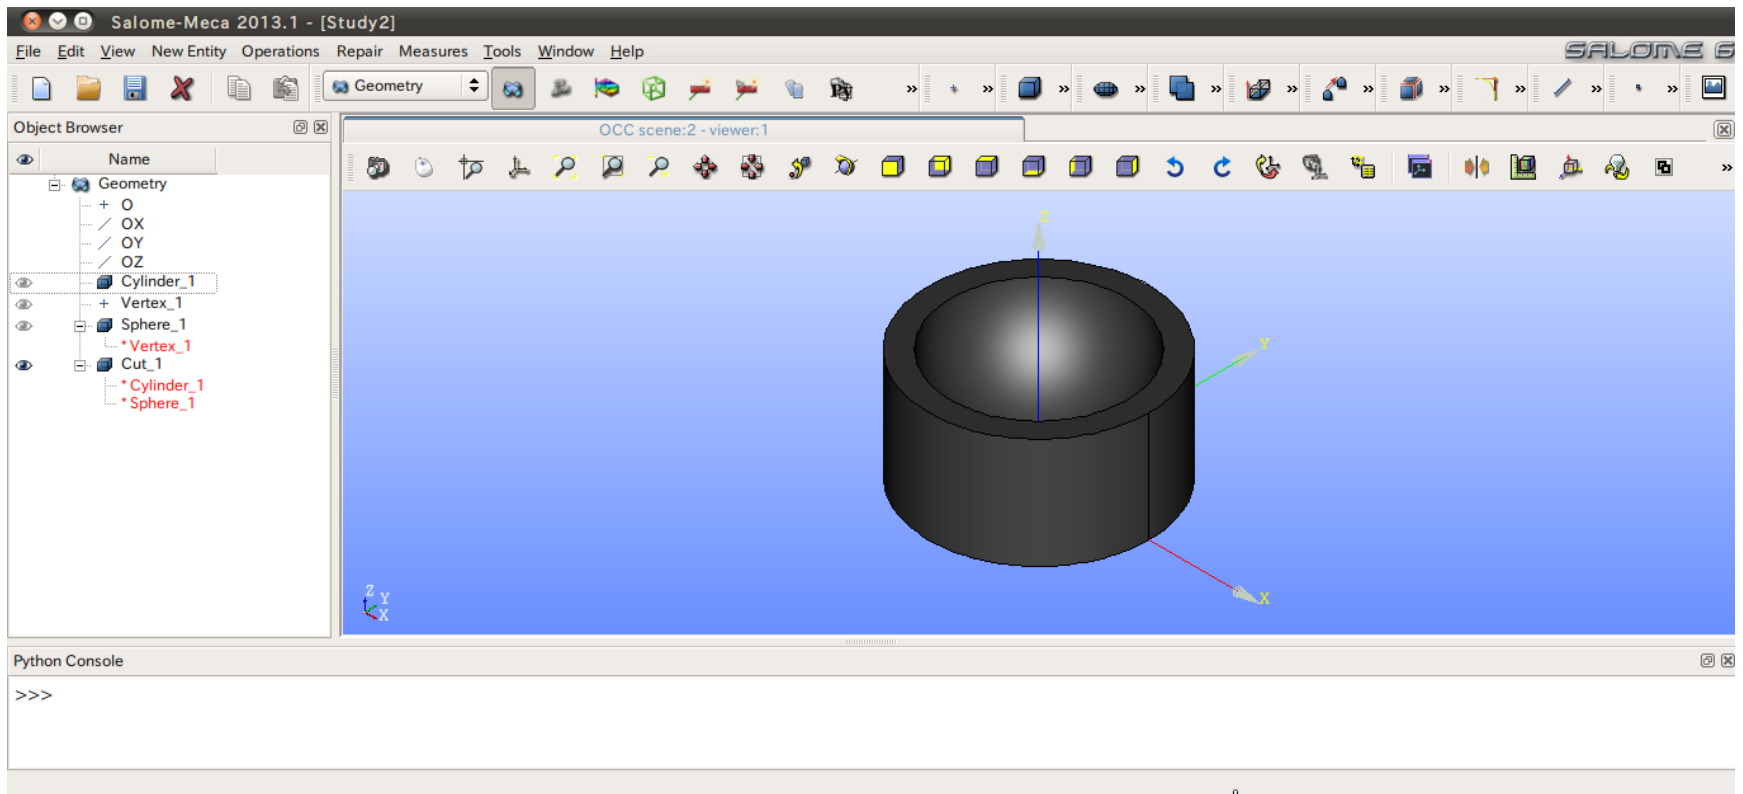 Salome-Meca 2013.1 - [Study2]
File Edit View New Entity Operations Repair Measures Tools Window Help
SALOME 6
Geometry
Object Browser
OCC scene:2 - viewer:1
Name
Geometry
O
OX
OY
OZ
Cylinder_1
Vertex_1
Sphere_1
*Vertex_1
Cut_1
*Cylinder_1
*Sphere_1
Z
Y
X
Z
Y
X
Python Console
>>>